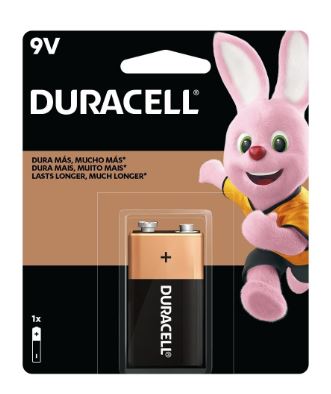 9V
DURACELL®
DURA MÁS, MUCHO MÁS*
DURA MAIS, MUITO MAIS*
LASTS LONGER, MUCH LONGER*
+
DURACELL®
1x
+
-